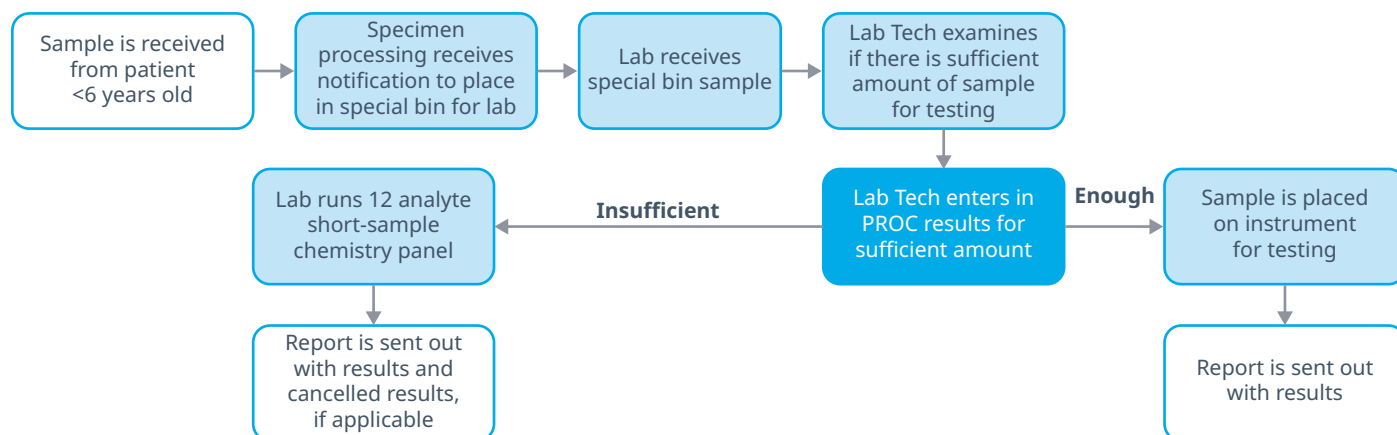 Sample is received
from patient
<6 years old
Specimen
processing receives
notification to place
in special bin for lab
Lab receives
special bin sample
Lab Tech examines
if there is sufficient
amount of sample
for testing
Lab runs 12 analyte
short-sample
chemistry panel
Insufficient
Lab Tech enters in
PROC results for
sufficient amount
Enough
Sample is placed
on instrument
for testing
Report is sent out
with results and
cancelled results,
if applicable
Report is sent out
with results